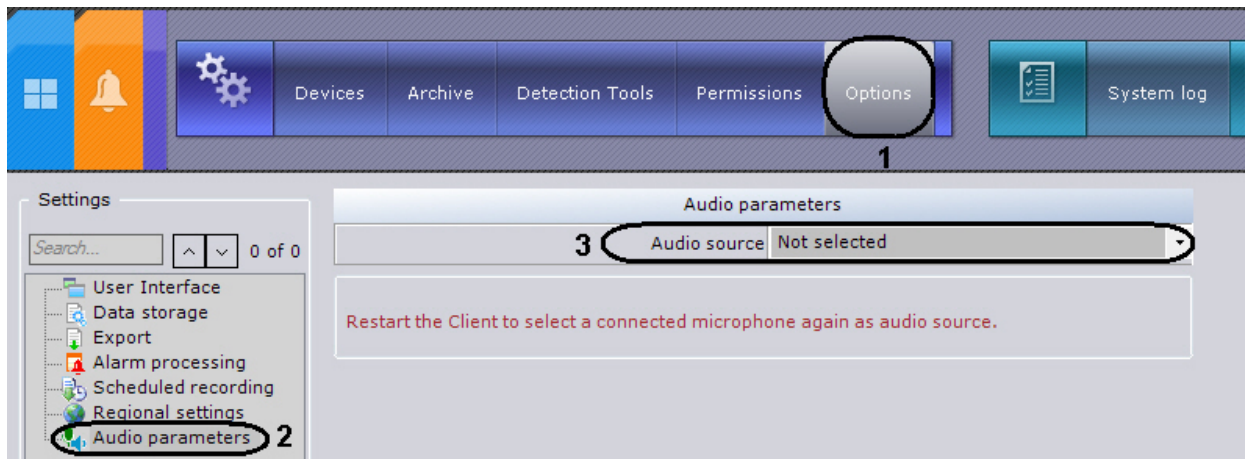 Devices Archive Detection Tools Permissions Options System log
1
Settings
Audio parameters
Search... 0 of 0
3 Audio source Not selected
User Interface
Data storage
Export
Restart the Client to select a connected microphone again as audio source.
Alarm processing
Scheduled recording
Regional settings
Audio parameters 2